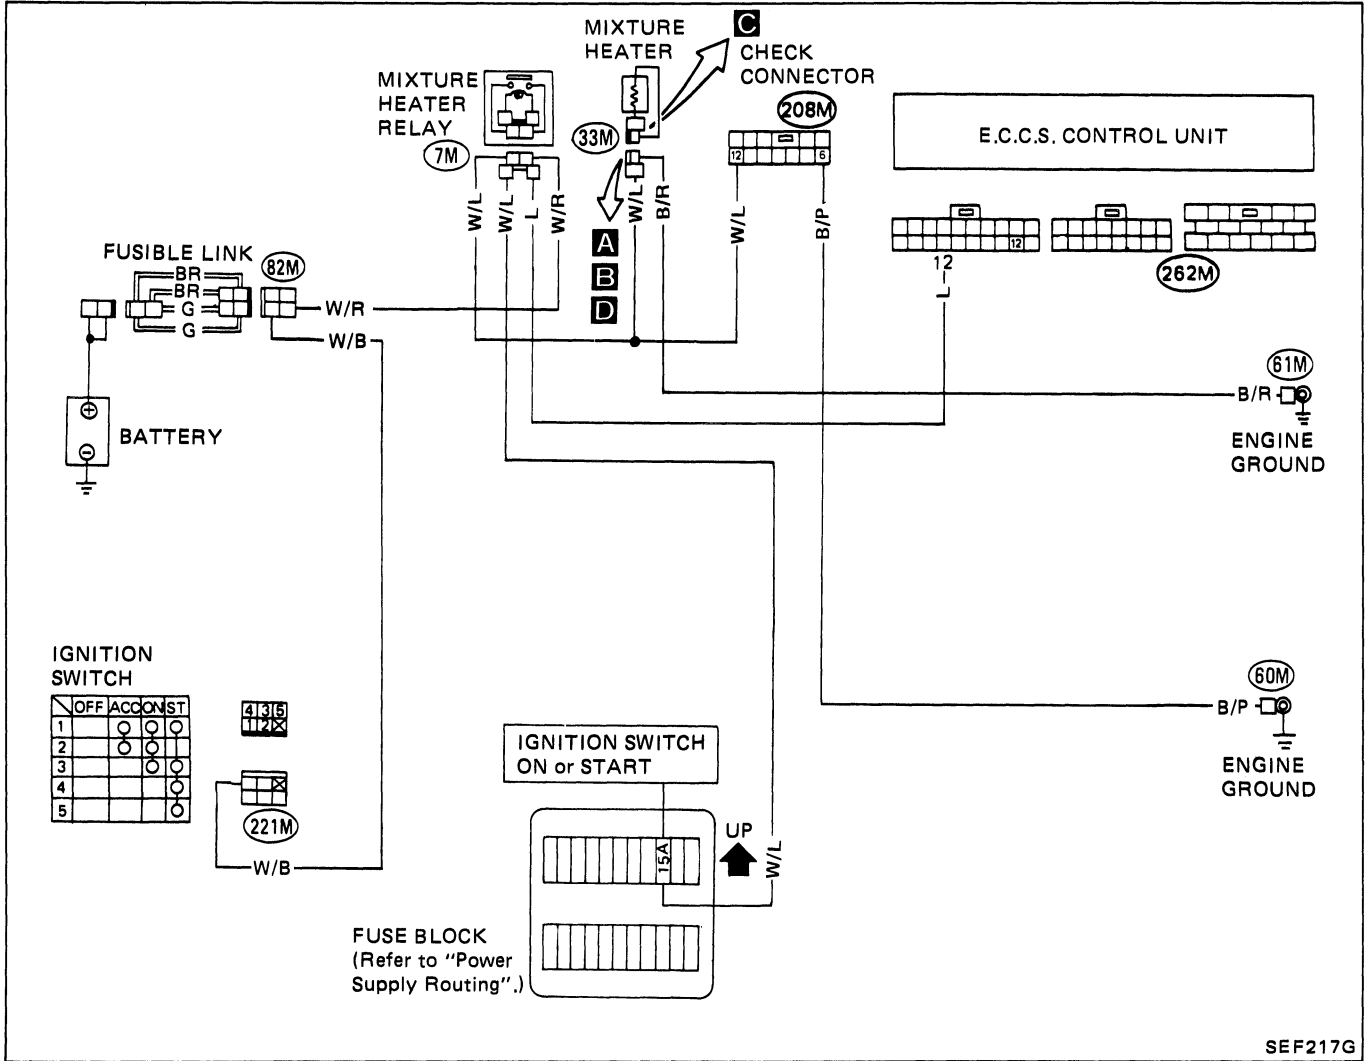 MIXTURE
HEATER
C
CHECK
CONNECTOR
MIXTURE
HEATER
RELAY
7M
33M
208M
12
6
E.C.C.S. CONTROL UNIT
W/L
W/L
L
W/R
W/L
B/R
W/L
B/P
12
12
L
262M
A
B
D
FUSIBLE LINK
82M
BR
BR
G
G
W/R
W/B
BATTERY
+
-
61M
B/R
ENGINE
GROUND
IGNITION
SWITCH
OFF ACC ON ST
1
2
3
4
5
4 3 5
1 2
221M
W/B
IGNITION SWITCH
ON or START
15A
UP
W/L
60M
B/P
ENGINE
GROUND
FUSE BLOCK
(Refer to "Power
Supply Routing".)
SEF217G